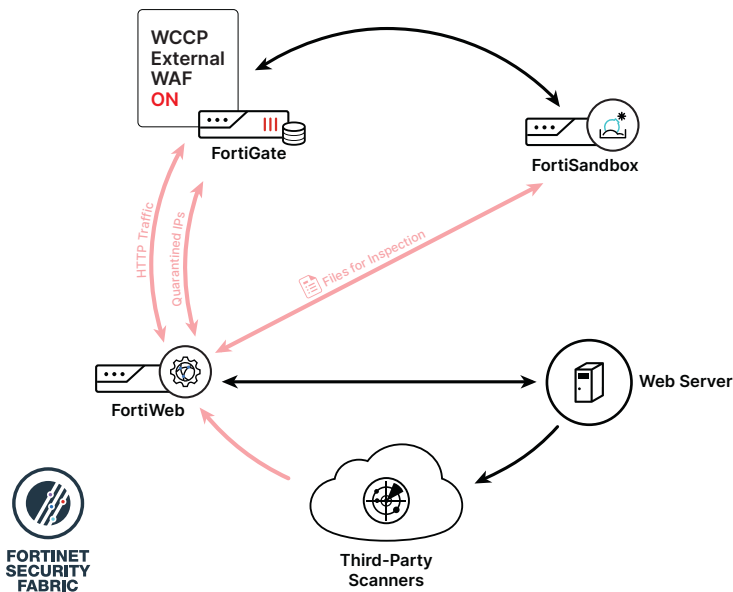 WCCP
External
WAF
ON
FortiGate
FortiSandbox
HTTP Traffic
Quarantined IPs
Files for Inspection
FortiWeb
Web Server
Third-Party
Scanners
FORTINET
SECURITY
FABRIC